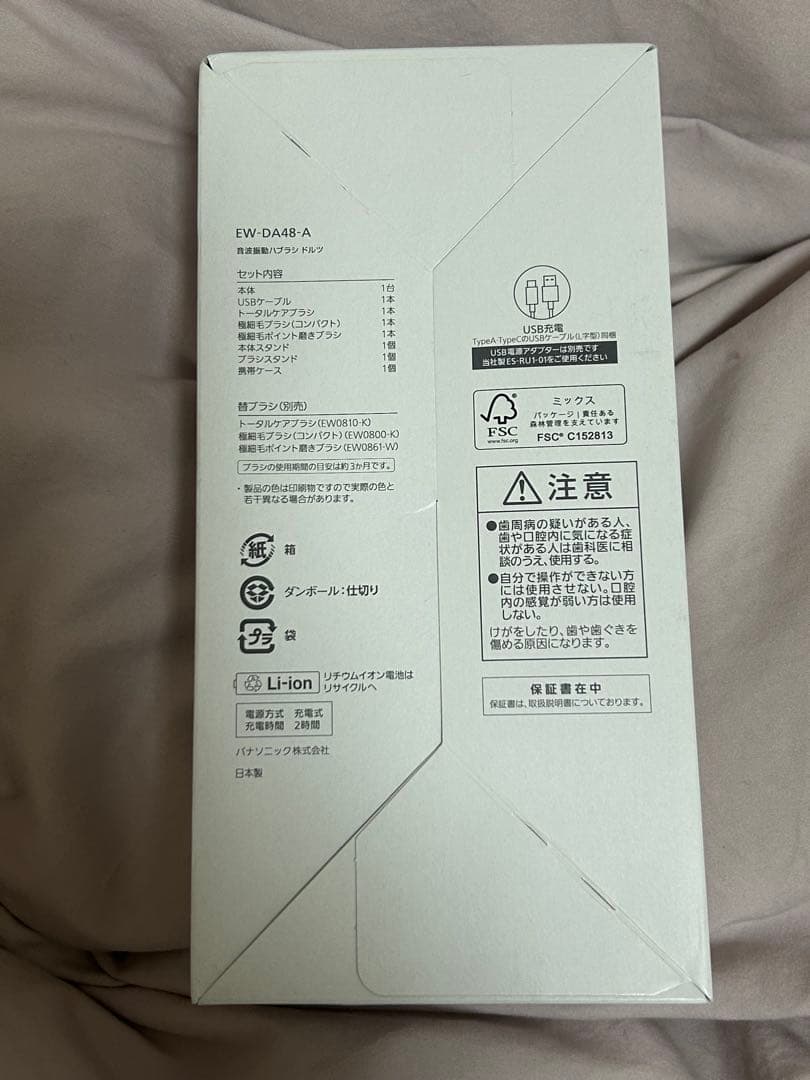 EW-DA48-A
音波振動ハブラシ ドルツ
セット内容
本体 1台
USBケーブル 1本
トータルケアブラシ 1本
極細毛ブラシ(コンパクト) 1本
極細毛ポイント磨きブラシ 1本
本体スタンド 1個
ブラシスタンド 1個
携帯ケース 1個
替ブラシ(別売)
トータルケアブラシ(EW0810-K)
極細毛ブラシ(コンパクト)(EW0800-K)
極細毛ポイント磨きブラシ(EW0861-W)
ブラシの使用期間の目安は約3か月です。
・製品の色は印刷物ですので実際の色と
若干異なる場合があります。
紙 箱
ダンボール:仕切り
プラ 袋
Li-ion リチウムイオン電池は
リサイクルへ
電源方式 充電式
充電時間 2時間
パナソニック株式会社
日本製
USB充電
TypeA-TypeCのUSBケーブル(L字型)同梱
USB電源アダプターは別売です
当社製ES-RU1-01をご使用ください
FSC
www.fsc.org
ミックス
パッケージ|責任ある
森林管理を支えています
FSC® C152813
注意
●歯周病の疑いがある人、
歯や口腔内に気になる症
状がある人は歯科医に相
談のうえ、使用する。
●自分で操作ができない方
には使用させない。口腔
内の感覚が弱い方は使用
しない。
けがをしたり、歯や歯ぐきを
傷める原因になります。
保証書在中
保証書は、取扱説明書についております。